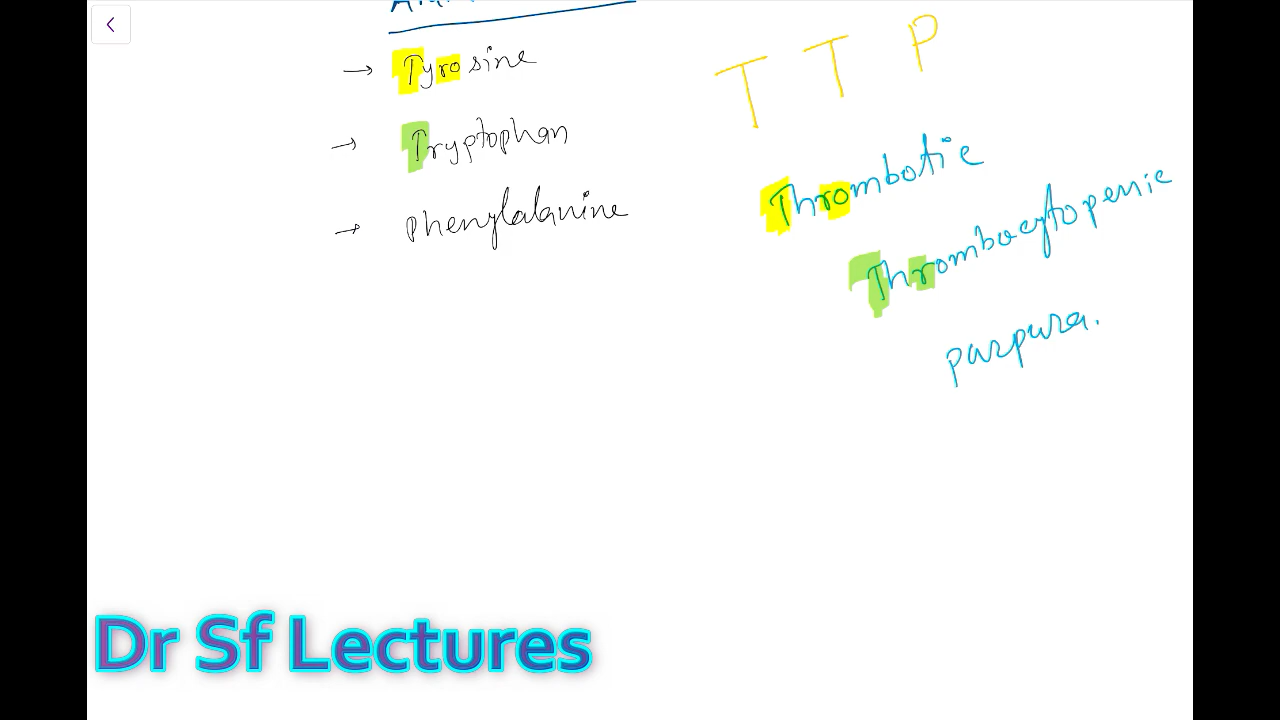 → Tyrosine
→ Tryptophan
→ Phenylalanine
T T P
Thrombotic
Thrombocytopenic
purpura.
Dr Sf Lectures